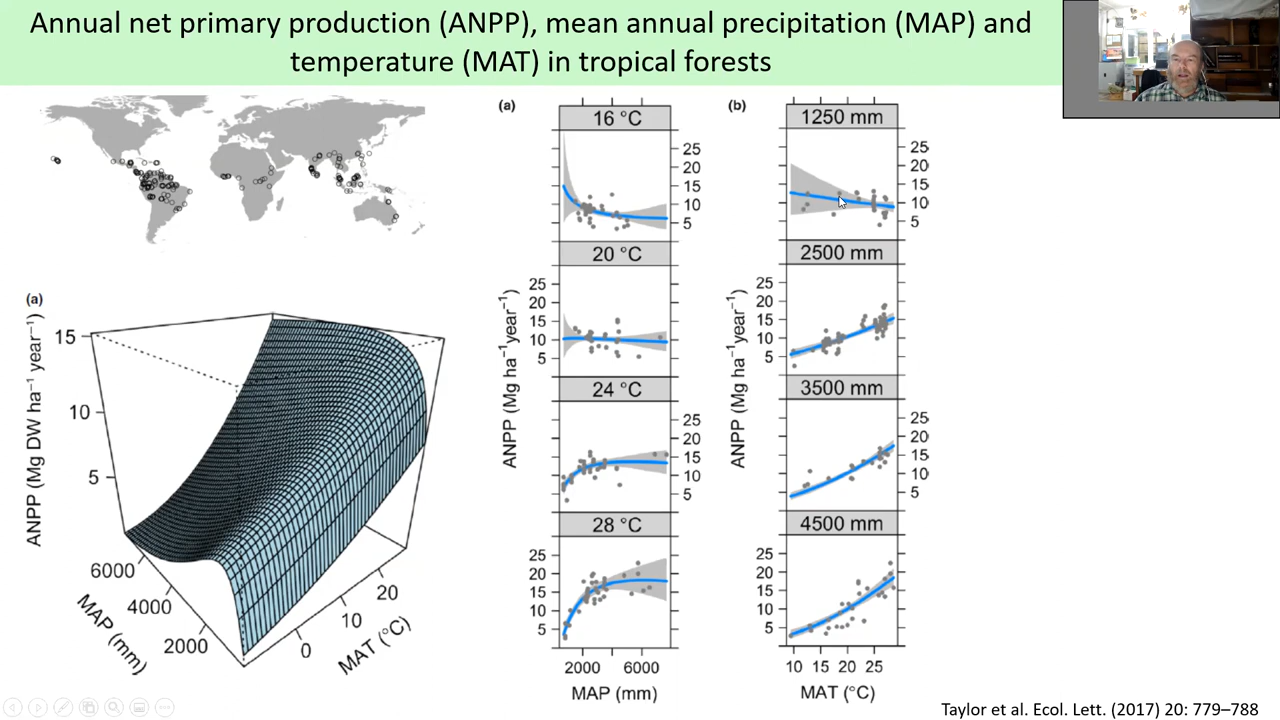 Annual net primary production (ANPP), mean annual precipitation (MAP) and
temperature (MAT) in tropical forests
(a)
ANPP (Mg DW ha⁻¹ year⁻¹)
15
10
5
6000
4000
2000
MAP (mm)
0
10
20
MAT (°C)
(a)
16 °C
25
20
15
10
5
20 °C
25
20
15
10
5
24 °C
25
20
15
10
5
28 °C
25
20
15
10
5
ANPP (Mg ha⁻¹year⁻¹)
2000 6000
MAP (mm)
(b)
1250 mm
25
20
15
10
5
2500 mm
25
20
15
10
5
3500 mm
25
20
15
10
5
4500 mm
25
20
15
10
5
ANPP (Mg ha⁻¹year⁻¹)
10 15 20 25
MAT (°C)
Taylor et al. Ecol. Lett. (2017) 20: 779–788